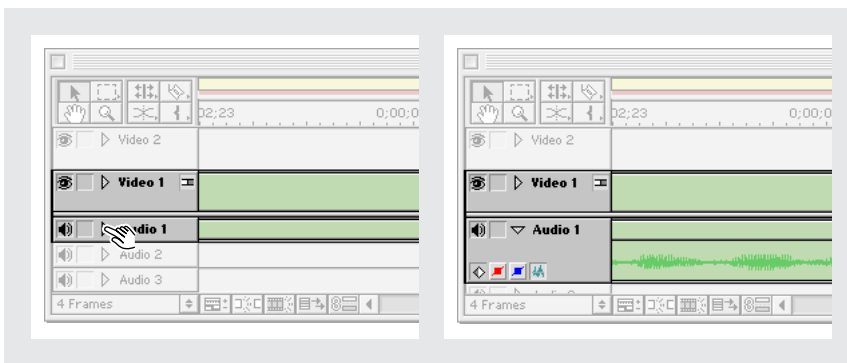 02;23 0;00;0
Video 2
Video 1
Audio 1
Audio 2
Audio 3
4 Frames
02;23 0;00;0
Video 2
Video 1
Audio 1
4 Frames